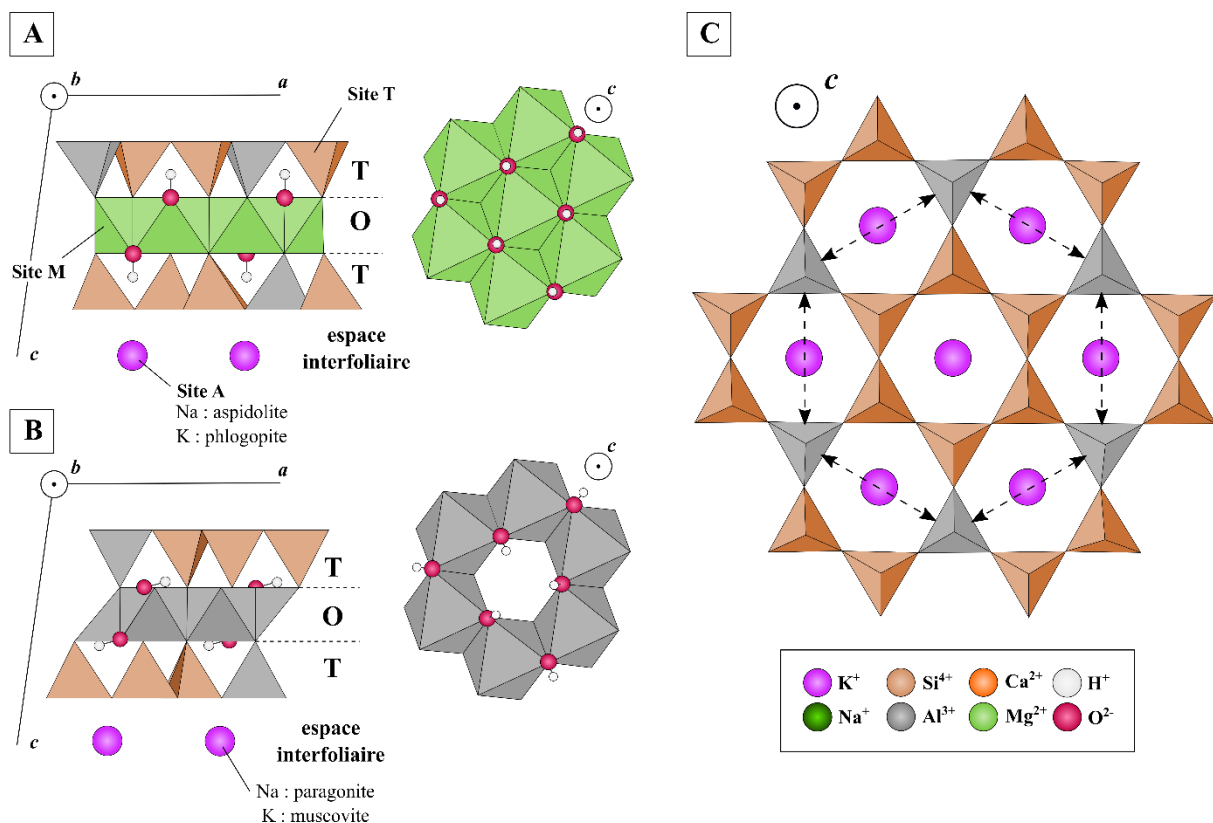 A
b
a
Site T
c
T
O
T
Site M
c
espace
interfoliaire
Site A
Na : aspidolite
K : phlogopite
B
b
a
c
T
O
T
c
espace
interfoliaire
Na : paragonite
K : muscovite
C
c
K⁺ Si⁴⁺ Ca²⁺ H⁺
Na⁺ Al³⁺ Mg²⁺ O²⁻